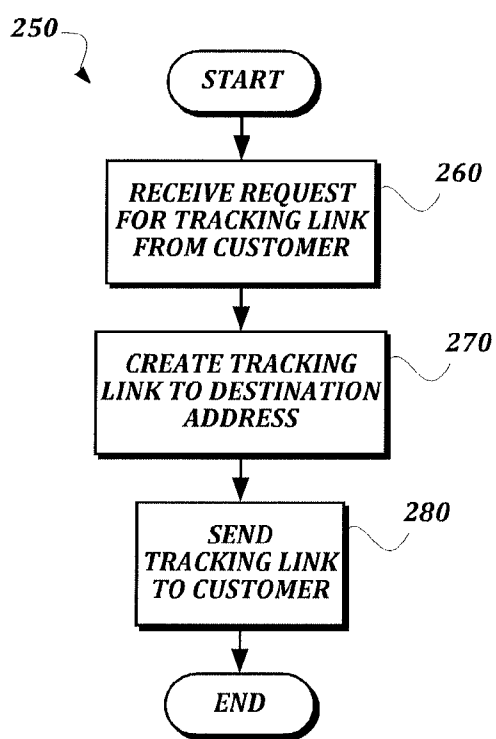 250
START
RECEIVE REQUEST
FOR TRACKING LINK
FROM CUSTOMER
260
CREATE TRACKING
LINK TO DESTINATION
ADDRESS
270
SEND
TRACKING LINK
TO CUSTOMER
280
END